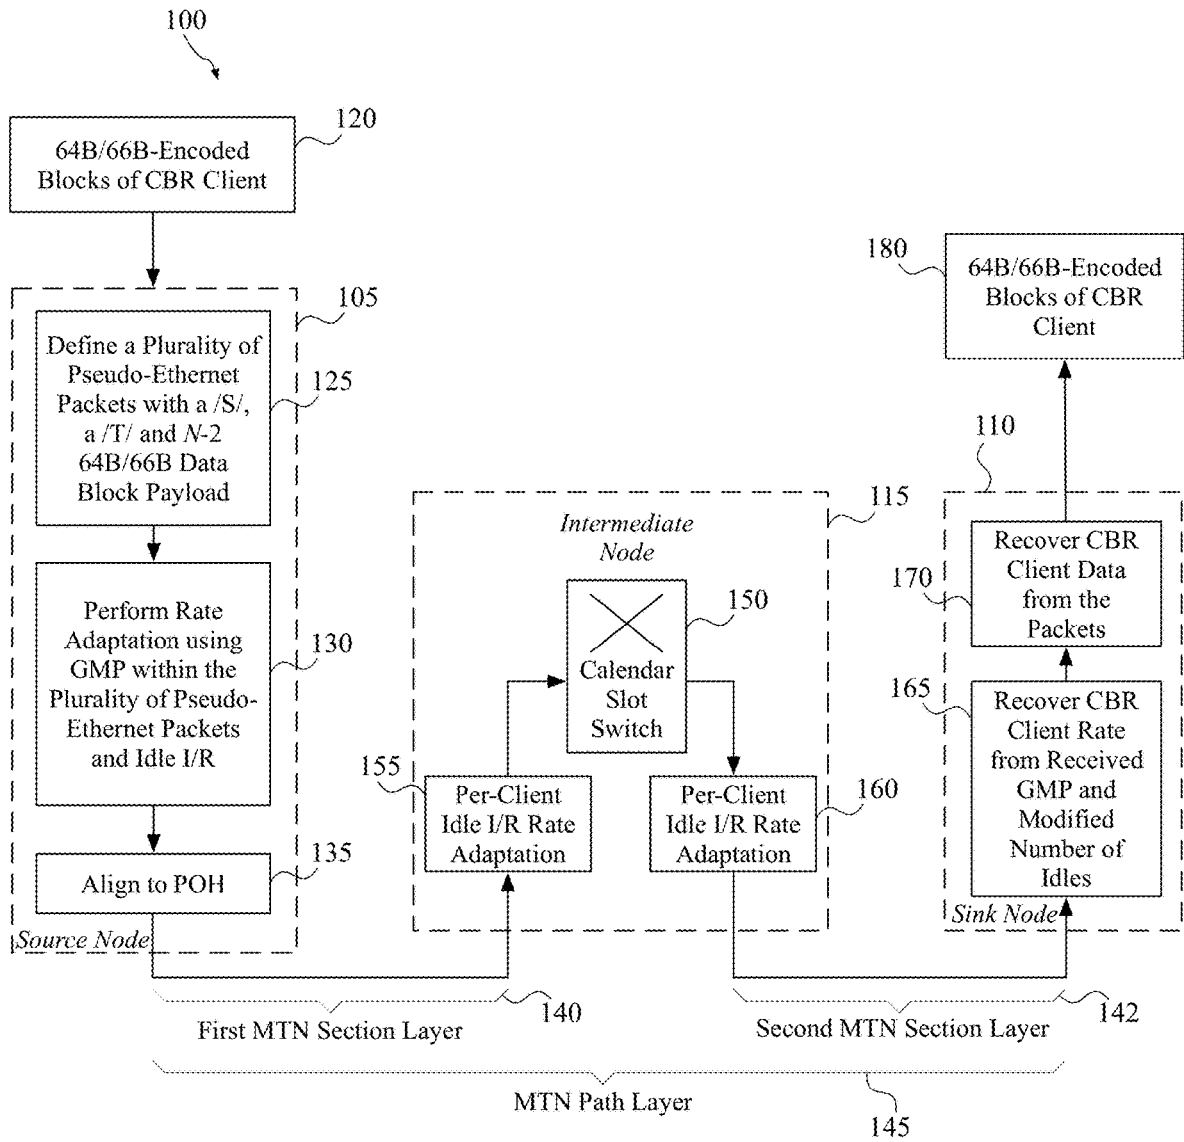 100
120
64B/66B-Encoded
Blocks of CBR Client
105
Define a Plurality of
Pseudo-Ethernet
Packets with a /S/,
a /T/ and N-2
64B/66B Data
Block Payload
125
Perform Rate
Adaptation using
GMP within the
Plurality of Pseudo-
Ethernet Packets
and Idle I/R
130
135
Align to POH
Source Node
115
Intermediate
Node
150
Calendar
Slot
Switch
155
Per-Client
Idle I/R Rate
Adaptation
160
Per-Client
Idle I/R Rate
Adaptation
180
64B/66B-Encoded
Blocks of CBR
Client
110
170
Recover CBR
Client Data
from the
Packets
165
Recover CBR
Client Rate
from Received
GMP and
Modified
Number of
Idles
Sink Node
140
First MTN Section Layer
142
Second MTN Section Layer
MTN Path Layer
145